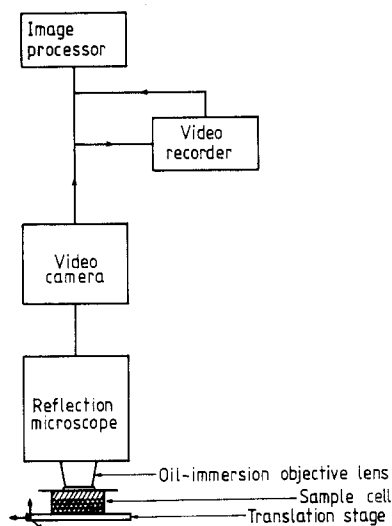 Image
processor
Video
recorder
Video
camera
Reflection
microscope
Oil-immersion objective lens
Sample cell
Translation stage